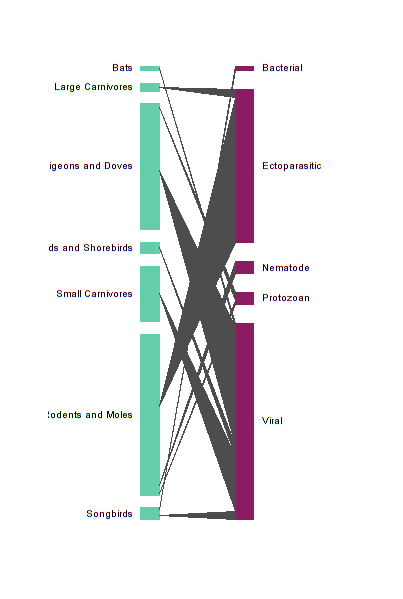 Bats
Bacterial
Large Carnivores
igeons and Doves
Ectoparasitic
ds and Shorebirds
Nematode
Small Carnivores
Protozoan
odents and Moles
Viral
Songbirds